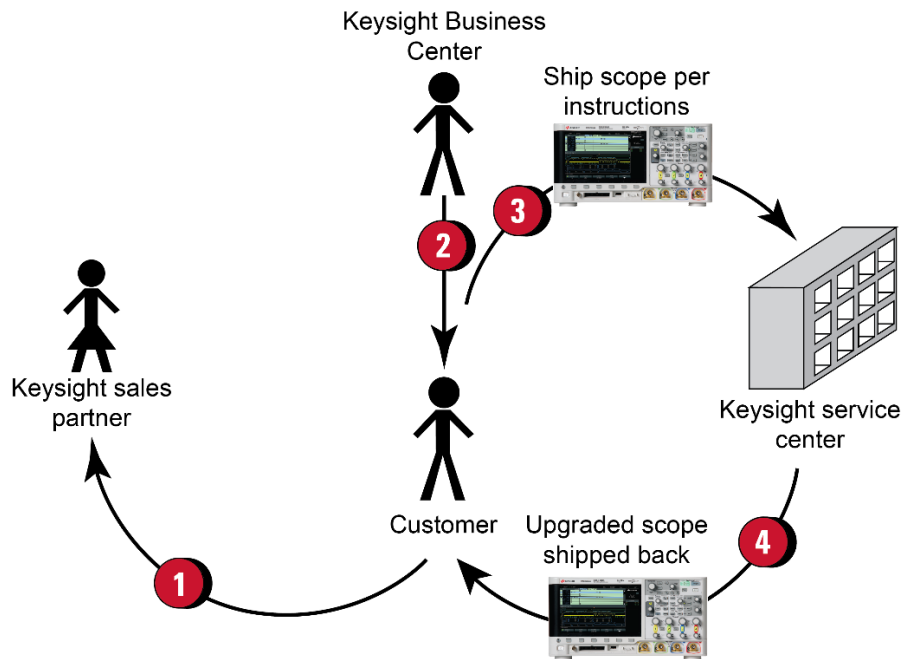 Keysight Business
Center
Ship scope per
instructions
3
2
Keysight sales
partner
Keysight service
center
Customer
Upgraded scope
shipped back
4
1